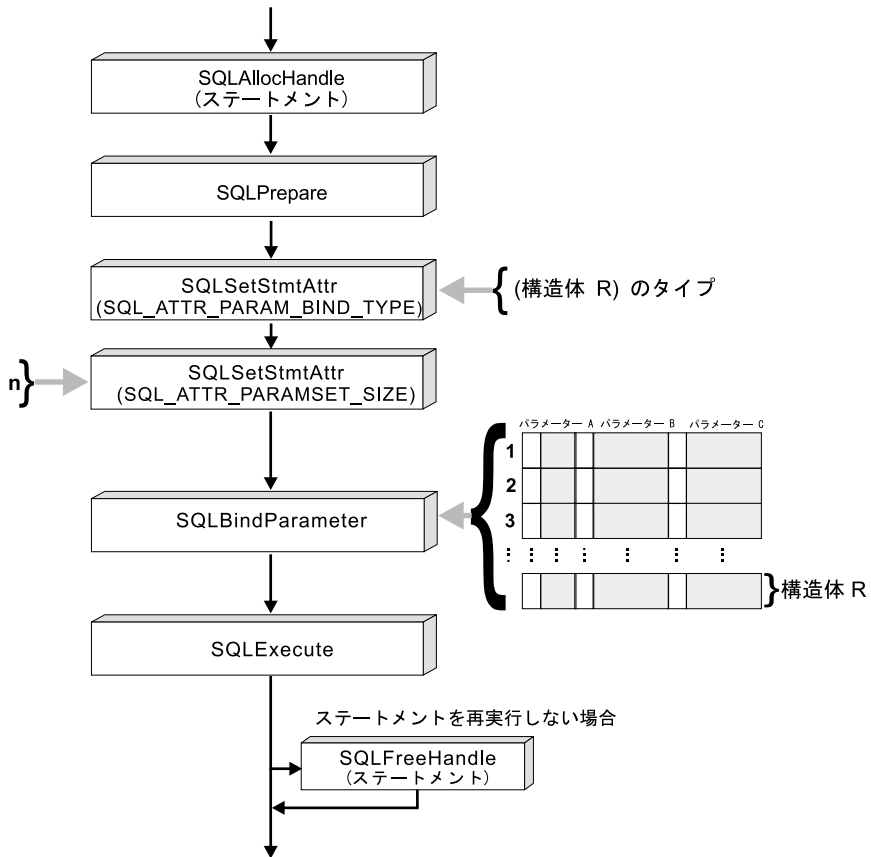 SQLAllocHandle
(ステートメント)
SQLPrepare
SQLSetStmtAttr
(SQL_ATTR_PARAM_BIND_TYPE)
(構造体 R) のタイプ
n
SQLSetStmtAttr
(SQL_ATTR_PARAMSET_SIZE)
パラメーター A パラメーター B パラメーター C
1
2
3
SQLBindParameter
構造体 R
SQLExecute
ステートメントを再実行しない場合
SQLFreeHandle
(ステートメント)